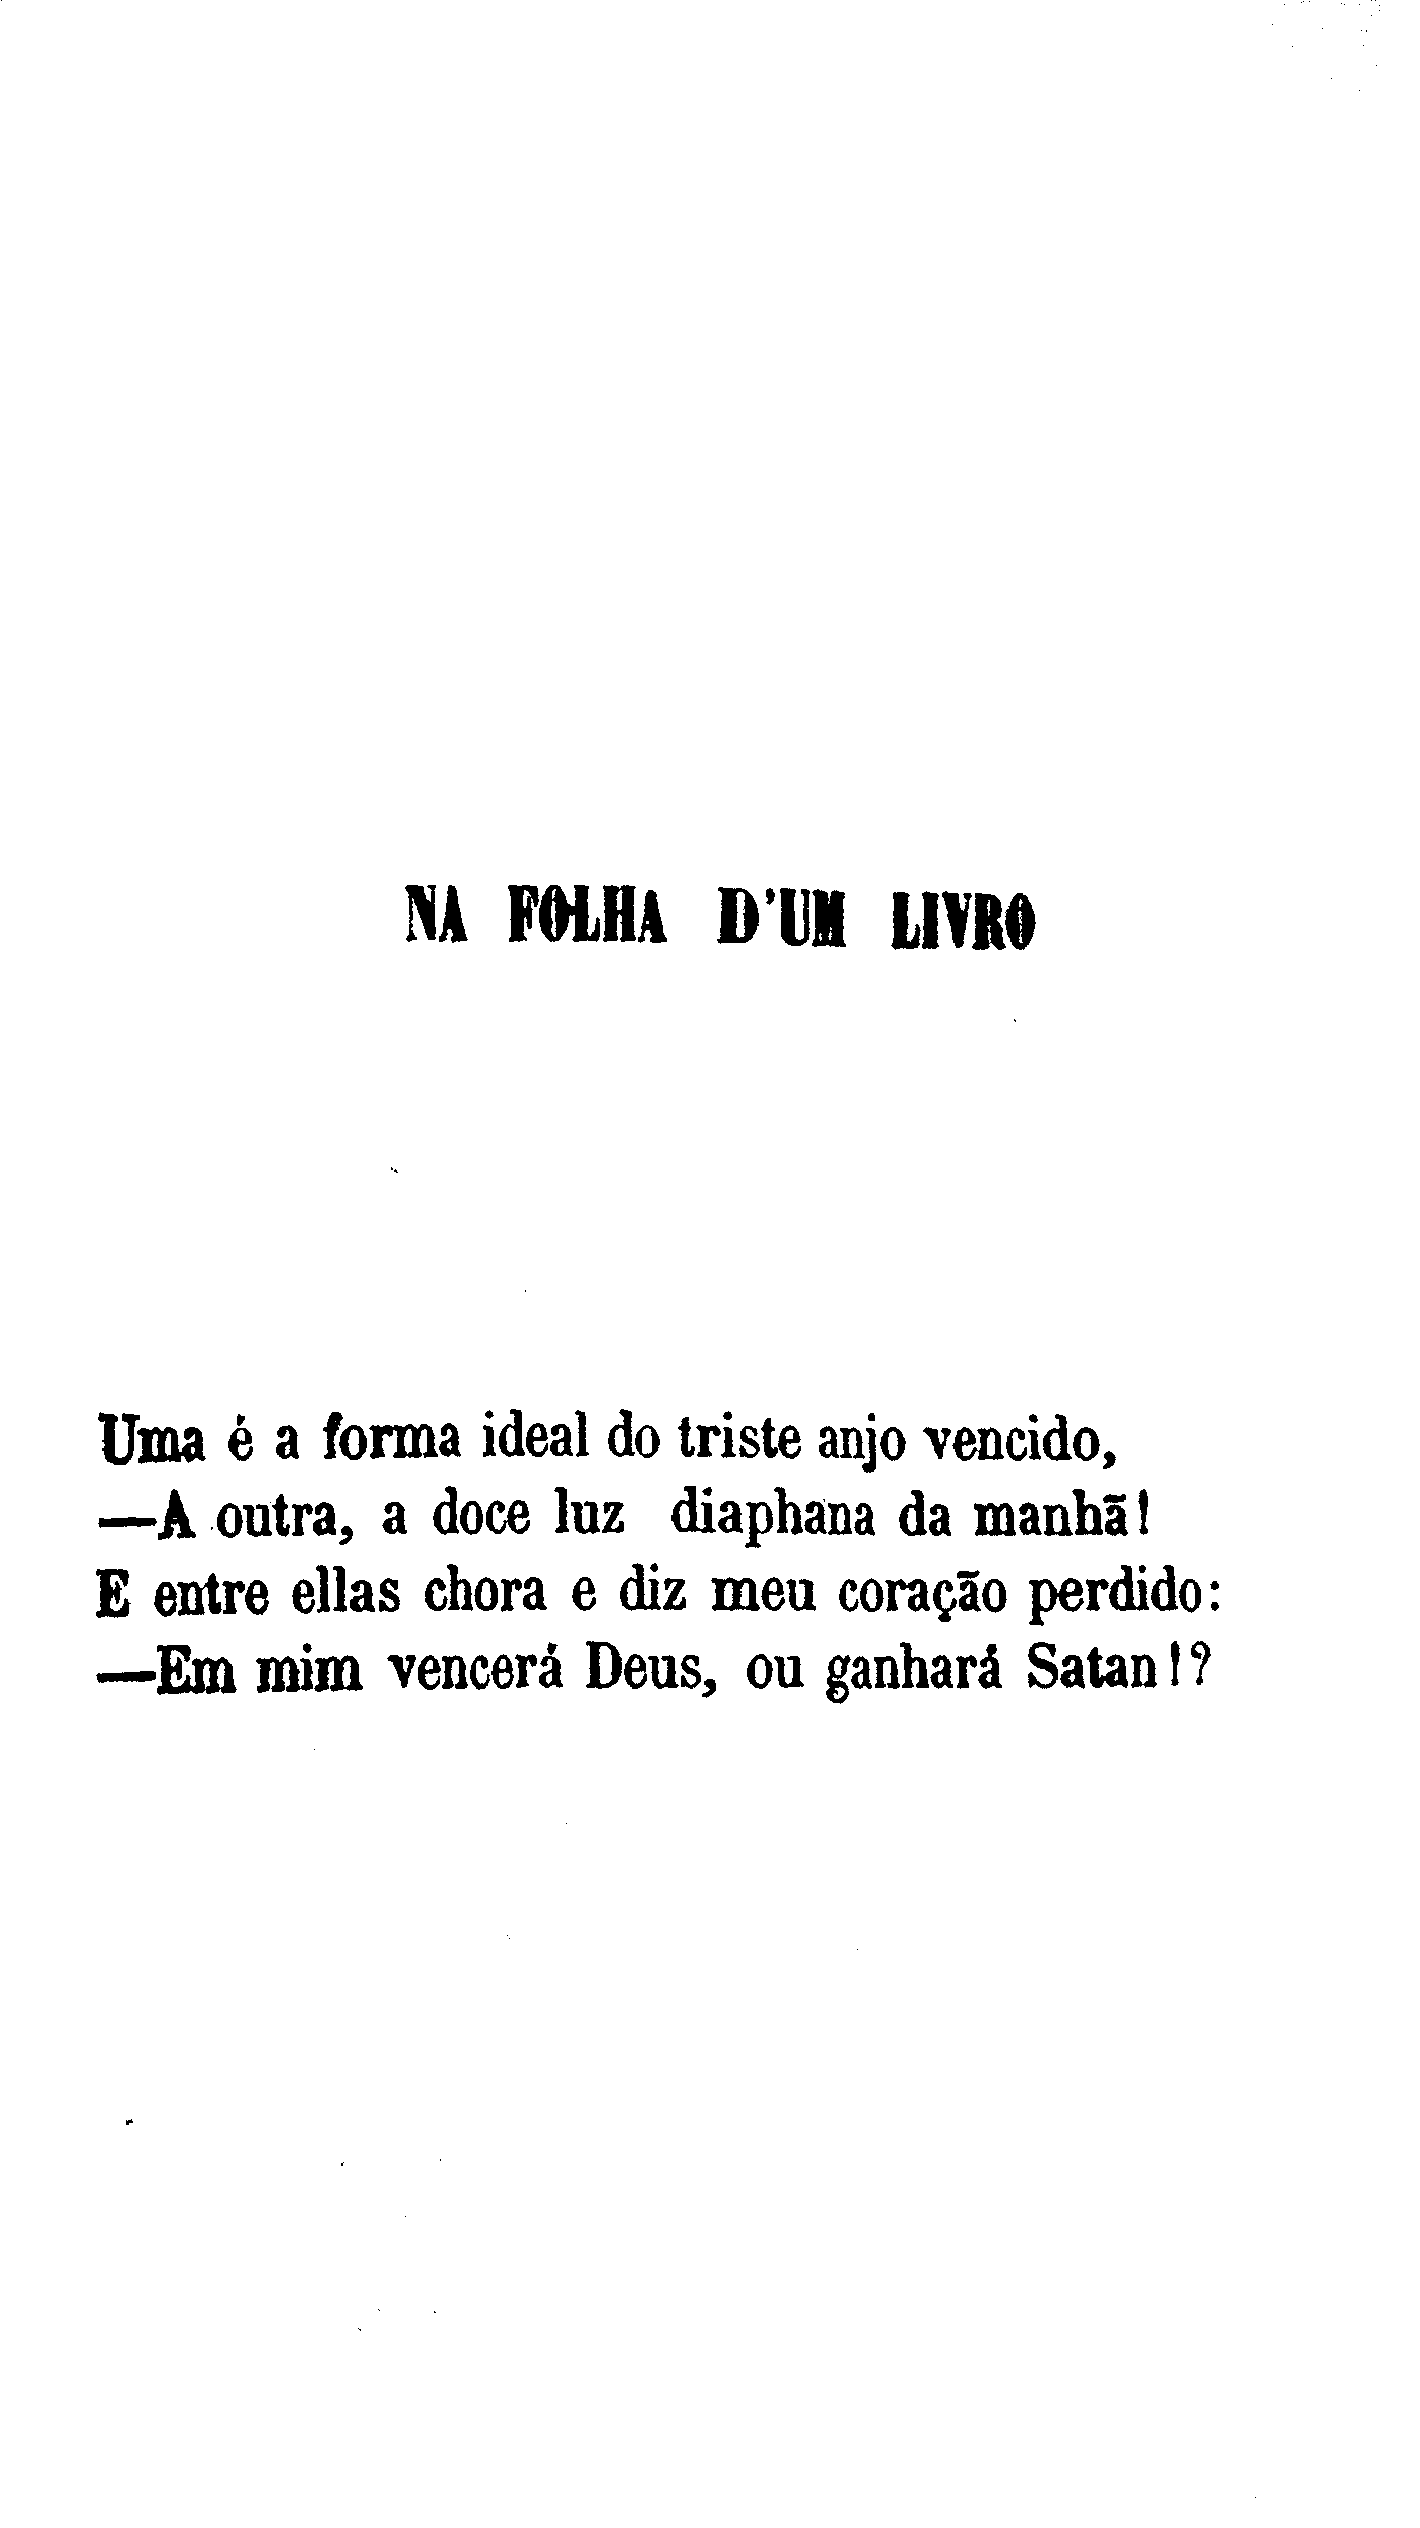 NA FOLHA D'UM LIVRO
Uma é a forma ideal do triste anjo vencido,
—A outra, a doce luz diaphana da manhã!
E entre ellas chora e diz meu coração perdido:
—Em mim vencerá Deus, ou ganhará Satan!?